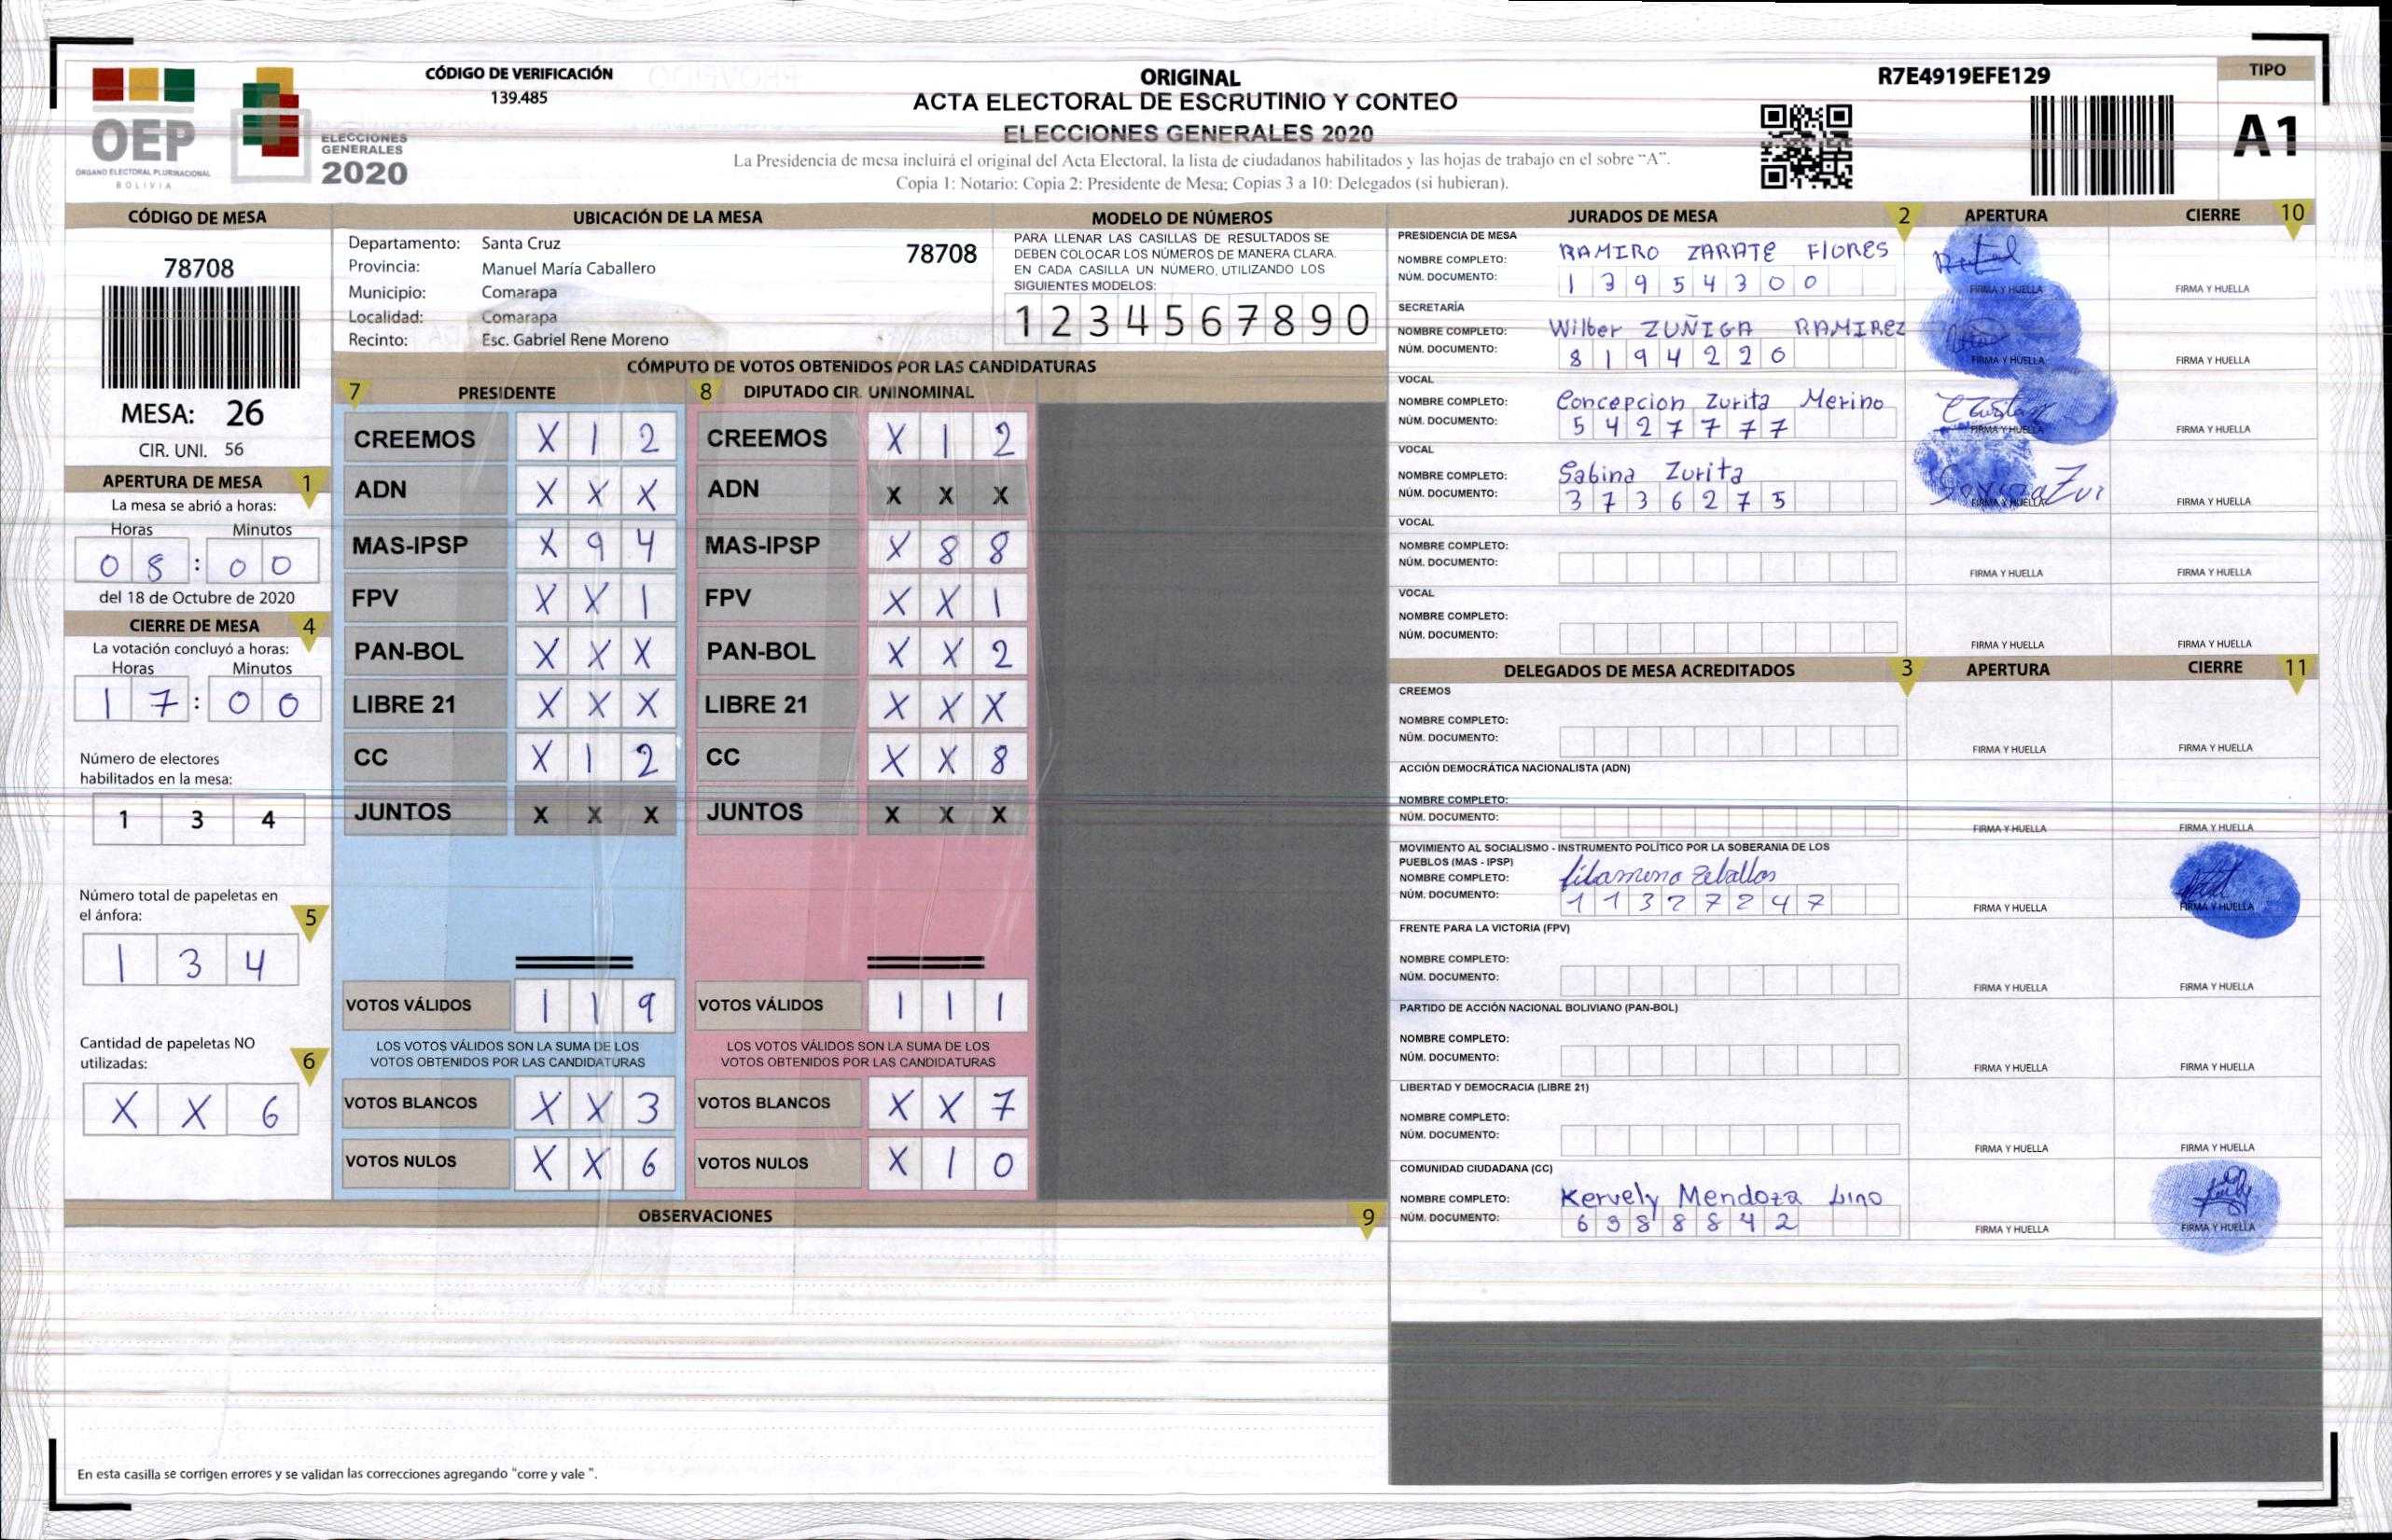 OEP
ÓRGANO ELECTORAL PLURINACIONAL
BOLIVIA
ELECCIONES
GENERALES
2020
CÓDIGO DE VERIFICACIÓN
139.485
ORIGINAL
ACTA ELECTORAL DE ESCRUTINIO Y CONTEO
ELECCIONES GENERALES 2020
La Presidencia de mesa incluirá el original del Acta Electoral, la lista de ciudadanos habilitados y las hojas de trabajo en el sobre "A".
Copia 1: Notario; Copia 2: Presidente de Mesa; Copias 3 a 10: Delegados (si hubieran).
R7E4919EFE129
TIPO
A1
CÓDIGO DE MESA
78708
MESA: 26
CIR. UNI. 56
APERTURA DE MESA 1
La mesa se abrió a horas:
Horas Minutos
0 8 : 0 0
del 18 de Octubre de 2020
CIERRE DE MESA 4
La votación concluyó a horas:
Horas Minutos
1 7 : 0 0
Número de electores
habilitados en la mesa:
1 3 4
Número total de papeletas en
el ánfora: 5
1 3 4
Cantidad de papeletas NO
utilizadas: 6
X X 6
UBICACIÓN DE LA MESA
Departamento: Santa Cruz 78708
Provincia: Manuel María Caballero
Municipio: Comarapa
Localidad: Comarapa
Recinto: Esc. Gabriel Rene Moreno
MODELO DE NÚMEROS
PARA LLENAR LAS CASILLAS DE RESULTADOS SE
DEBEN COLOCAR LOS NÚMEROS DE MANERA CLARA.
EN CADA CASILLA UN NÚMERO, UTILIZANDO LOS
SIGUIENTES MODELOS:
1 2 3 4 5 6 7 8 9 0
CÓMPUTO DE VOTOS OBTENIDOS POR LAS CANDIDATURAS
7 PRESIDENTE
CREEMOS X 1 2
ADN X X X
MAS-IPSP X 9 4
FPV X X 1
PAN-BOL X X X
LIBRE 21 X X X
CC X 1 2
JUNTOS X X X
VOTOS VÁLIDOS 1 1 9
LOS VOTOS VÁLIDOS SON LA SUMA DE LOS
VOTOS OBTENIDOS POR LAS CANDIDATURAS
VOTOS BLANCOS X X 3
VOTOS NULOS X X 6
8 DIPUTADO CIR. UNINOMINAL
CREEMOS X 1 2
ADN X X X
MAS-IPSP X 8 8
FPV X X 1
PAN-BOL X X 2
LIBRE 21 X X X
CC X X 8
JUNTOS X X X
VOTOS VÁLIDOS 1 1 1
LOS VOTOS VÁLIDOS SON LA SUMA DE LOS
VOTOS OBTENIDOS POR LAS CANDIDATURAS
VOTOS BLANCOS X X 7
VOTOS NULOS X 1 0
OBSERVACIONES 9
En esta casilla se corrigen errores y se validan las correcciones agregando "corre y vale ".
JURADOS DE MESA 2 APERTURA CIERRE 10
PRESIDENCIA DE MESA
NOMBRE COMPLETO: RAMIRO ZARATE FlORES
NÚM. DOCUMENTO: 1 3 9 5 4 3 0 0
FIRMA Y HUELLA FIRMA Y HUELLA
SECRETARÍA
NOMBRE COMPLETO: Wilber ZUÑIGA RAMIREZ
NÚM. DOCUMENTO: 8 1 9 4 2 2 0
FIRMA Y HUELLA FIRMA Y HUELLA
VOCAL
NOMBRE COMPLETO: Concepcion Zurita Merino
NÚM. DOCUMENTO: 5 4 2 7 7 7 7
FIRMA Y HUELLA FIRMA Y HUELLA
VOCAL
NOMBRE COMPLETO: Sabina Zurita
NÚM. DOCUMENTO: 3 7 3 6 2 7 5
FIRMA Y HUELLA FIRMA Y HUELLA
VOCAL
NOMBRE COMPLETO:
NÚM. DOCUMENTO:
FIRMA Y HUELLA FIRMA Y HUELLA
VOCAL
NOMBRE COMPLETO:
NÚM. DOCUMENTO:
FIRMA Y HUELLA FIRMA Y HUELLA
DELEGADOS DE MESA ACREDITADOS 3 APERTURA CIERRE 11
CREEMOS
NOMBRE COMPLETO:
NÚM. DOCUMENTO:
FIRMA Y HUELLA FIRMA Y HUELLA
ACCIÓN DEMOCRÁTICA NACIONALISTA (ADN)
NOMBRE COMPLETO:
NÚM. DOCUMENTO:
FIRMA Y HUELLA FIRMA Y HUELLA
MOVIMIENTO AL SOCIALISMO - INSTRUMENTO POLÍTICO POR LA SOBERANIA DE LOS
PUEBLOS (MAS - IPSP)
NOMBRE COMPLETO: filamena Zeballos
NÚM. DOCUMENTO: 1 1 3 2 7 2 4 7
FIRMA Y HUELLA FIRMA Y HUELLA
FRENTE PARA LA VICTORIA (FPV)
NOMBRE COMPLETO:
NÚM. DOCUMENTO:
FIRMA Y HUELLA FIRMA Y HUELLA
PARTIDO DE ACCIÓN NACIONAL BOLIVIANO (PAN-BOL)
NOMBRE COMPLETO:
NÚM. DOCUMENTO:
FIRMA Y HUELLA FIRMA Y HUELLA
LIBERTAD Y DEMOCRACIA (LIBRE 21)
NOMBRE COMPLETO:
NÚM. DOCUMENTO:
FIRMA Y HUELLA FIRMA Y HUELLA
COMUNIDAD CIUDADANA (CC)
NOMBRE COMPLETO: Kervely Mendoza Lino
NÚM. DOCUMENTO: 6 3 8 8 8 4 2
FIRMA Y HUELLA FIRMA Y HUELLA